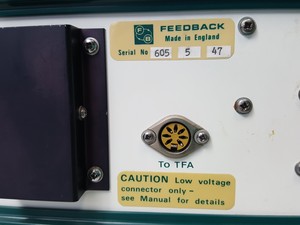 F
B
FEEDBACK
Made in England
Serial No 605 5 47
To TFA
CAUTION Low voltage
connector only –
see Manual for details